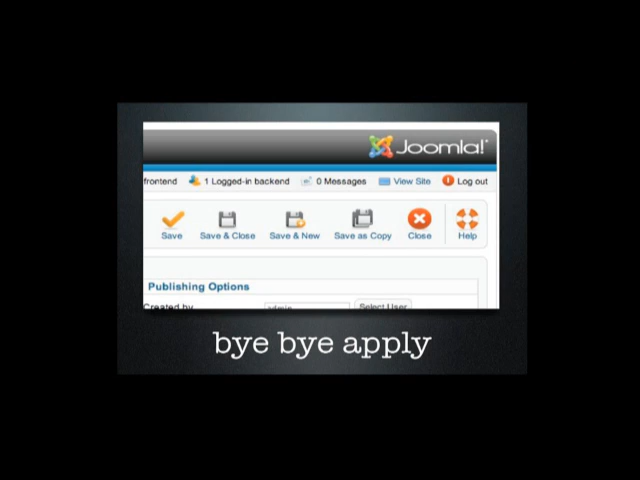 Joomla!
frontend 1 Logged-in backend 0 Messages View Site Log out
Save Save & Close Save & New Save as Copy Close Help
Publishing Options
Created by admin Select User
bye bye apply